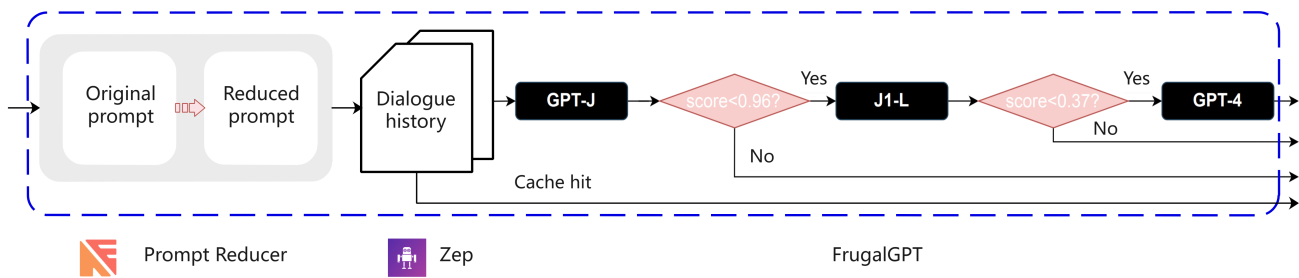 Original
prompt
Reduced
prompt
Dialogue
history
GPT-J
score<0.96?
Yes
J1-L
score<0.37?
Yes
GPT-4
No
No
Cache hit
Prompt Reducer
Zep
FrugalGPT